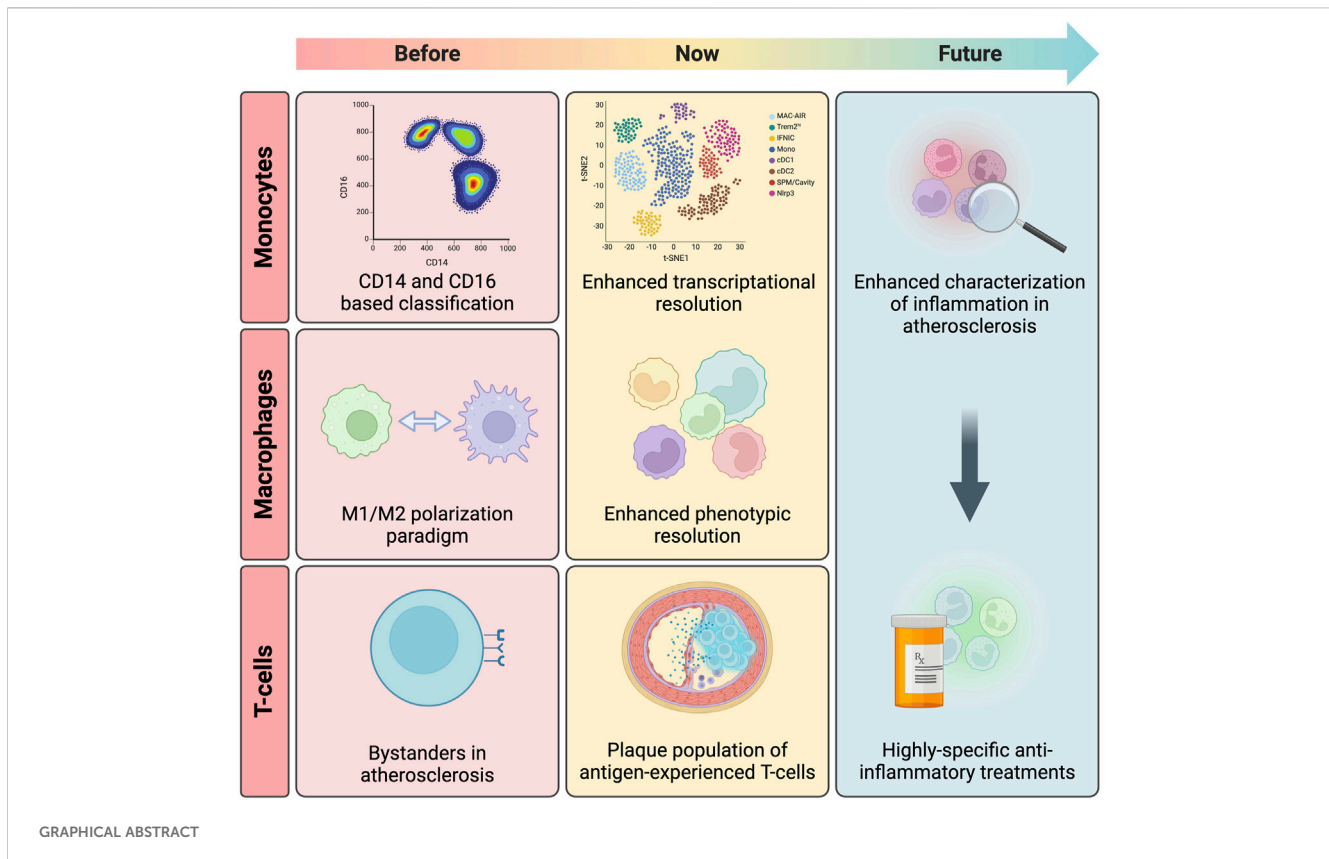 Before
Now
Future
Monocytes
1000
800
600
400
200
0
CD16
0 200 400 600 800 1000
CD14
CD14 and CD16
based classification
30
20
10
0
-10
-20
-30
t-SNE2
-30 -20 -10 0 10 20 30
t-SNE1
MAC-AIR
Trem2ʰⁱ
IFNIC
Mono
cDC1
cDC2
SPM/Cavity
Nlrp3
Enhanced transcriptional
resolution
Enhanced characterization
of inflammation in
atherosclerosis
Macrophages
M1/M2 polarization
paradigm
Enhanced phenotypic
resolution
T-cells
Bystanders in
atherosclerosis
Plaque population of
antigen-experienced T-cells
Rx
Highly-specific anti-
inflammatory treatments
GRAPHICAL ABSTRACT